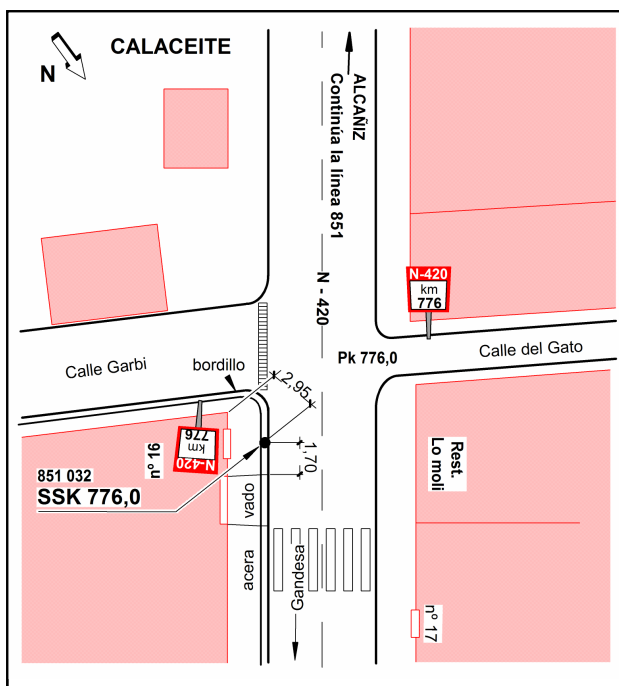 CALACEITE
N
ALCAÑIZ
Continúa la línea 851
N - 420
N-420
km
776
Calle Garbi
bordillo
2,95
Pk 776,0
Calle del Gato
N-420
km
776
nº 16
1,70
851 032
SSK 776,0
vado
acera
Gandesa
Rest.
Lo moli
nº 17